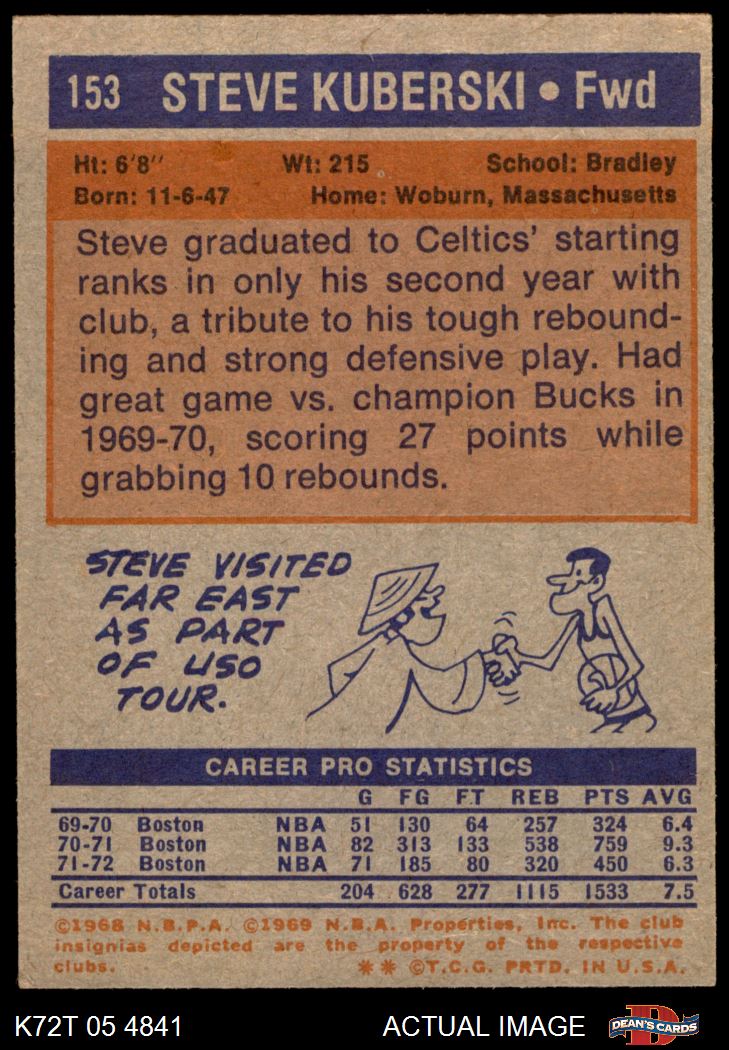 153 STEVE KUBERSKI • Fwd
Ht: 6'8" Wt: 215 School: Bradley
Born: 11-6-47 Home: Woburn, Massachusetts
Steve graduated to Celtics' starting
ranks in only his second year with
club, a tribute to his tough rebound-
ing and strong defensive play. Had
great game vs. champion Bucks in
1969-70, scoring 27 points while
grabbing 10 rebounds.
STEVE VISITED
FAR EAST
AS PART
OF USO
TOUR.
CAREER PRO STATISTICS
G FG FT REB PTS AVG
69-70 Boston NBA 51 130 64 257 324 6.4
70-71 Boston NBA 82 313 133 538 759 9.3
71-72 Boston NBA 71 185 80 320 450 6.3
Career Totals 204 628 277 1115 1533 7.5
©1968 N.B.P.A. ©1969 N.B.A. Properties, Inc. The club
insignias depicted are the property of the respective
clubs. ** ©T.C.G. PRTD. IN U.S.A.
K72T 05 4841 ACTUAL IMAGE D DEAN'S CARDS